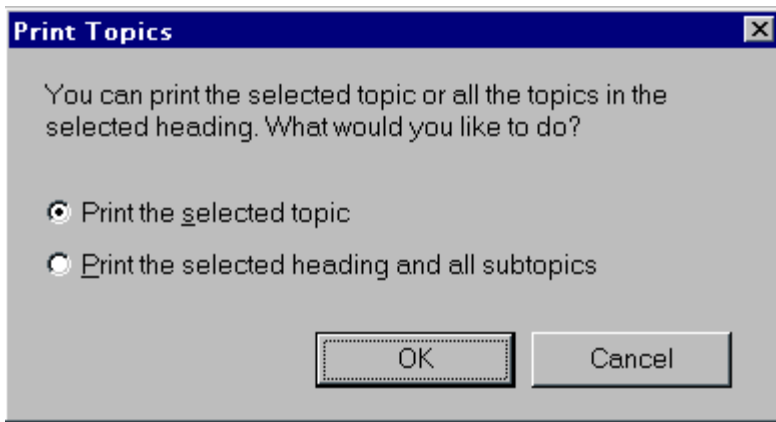 Print Topics
You can print the selected topic or all the topics in the
selected heading. What would you like to do?
Print the selected topic
Print the selected heading and all subtopics
OK Cancel